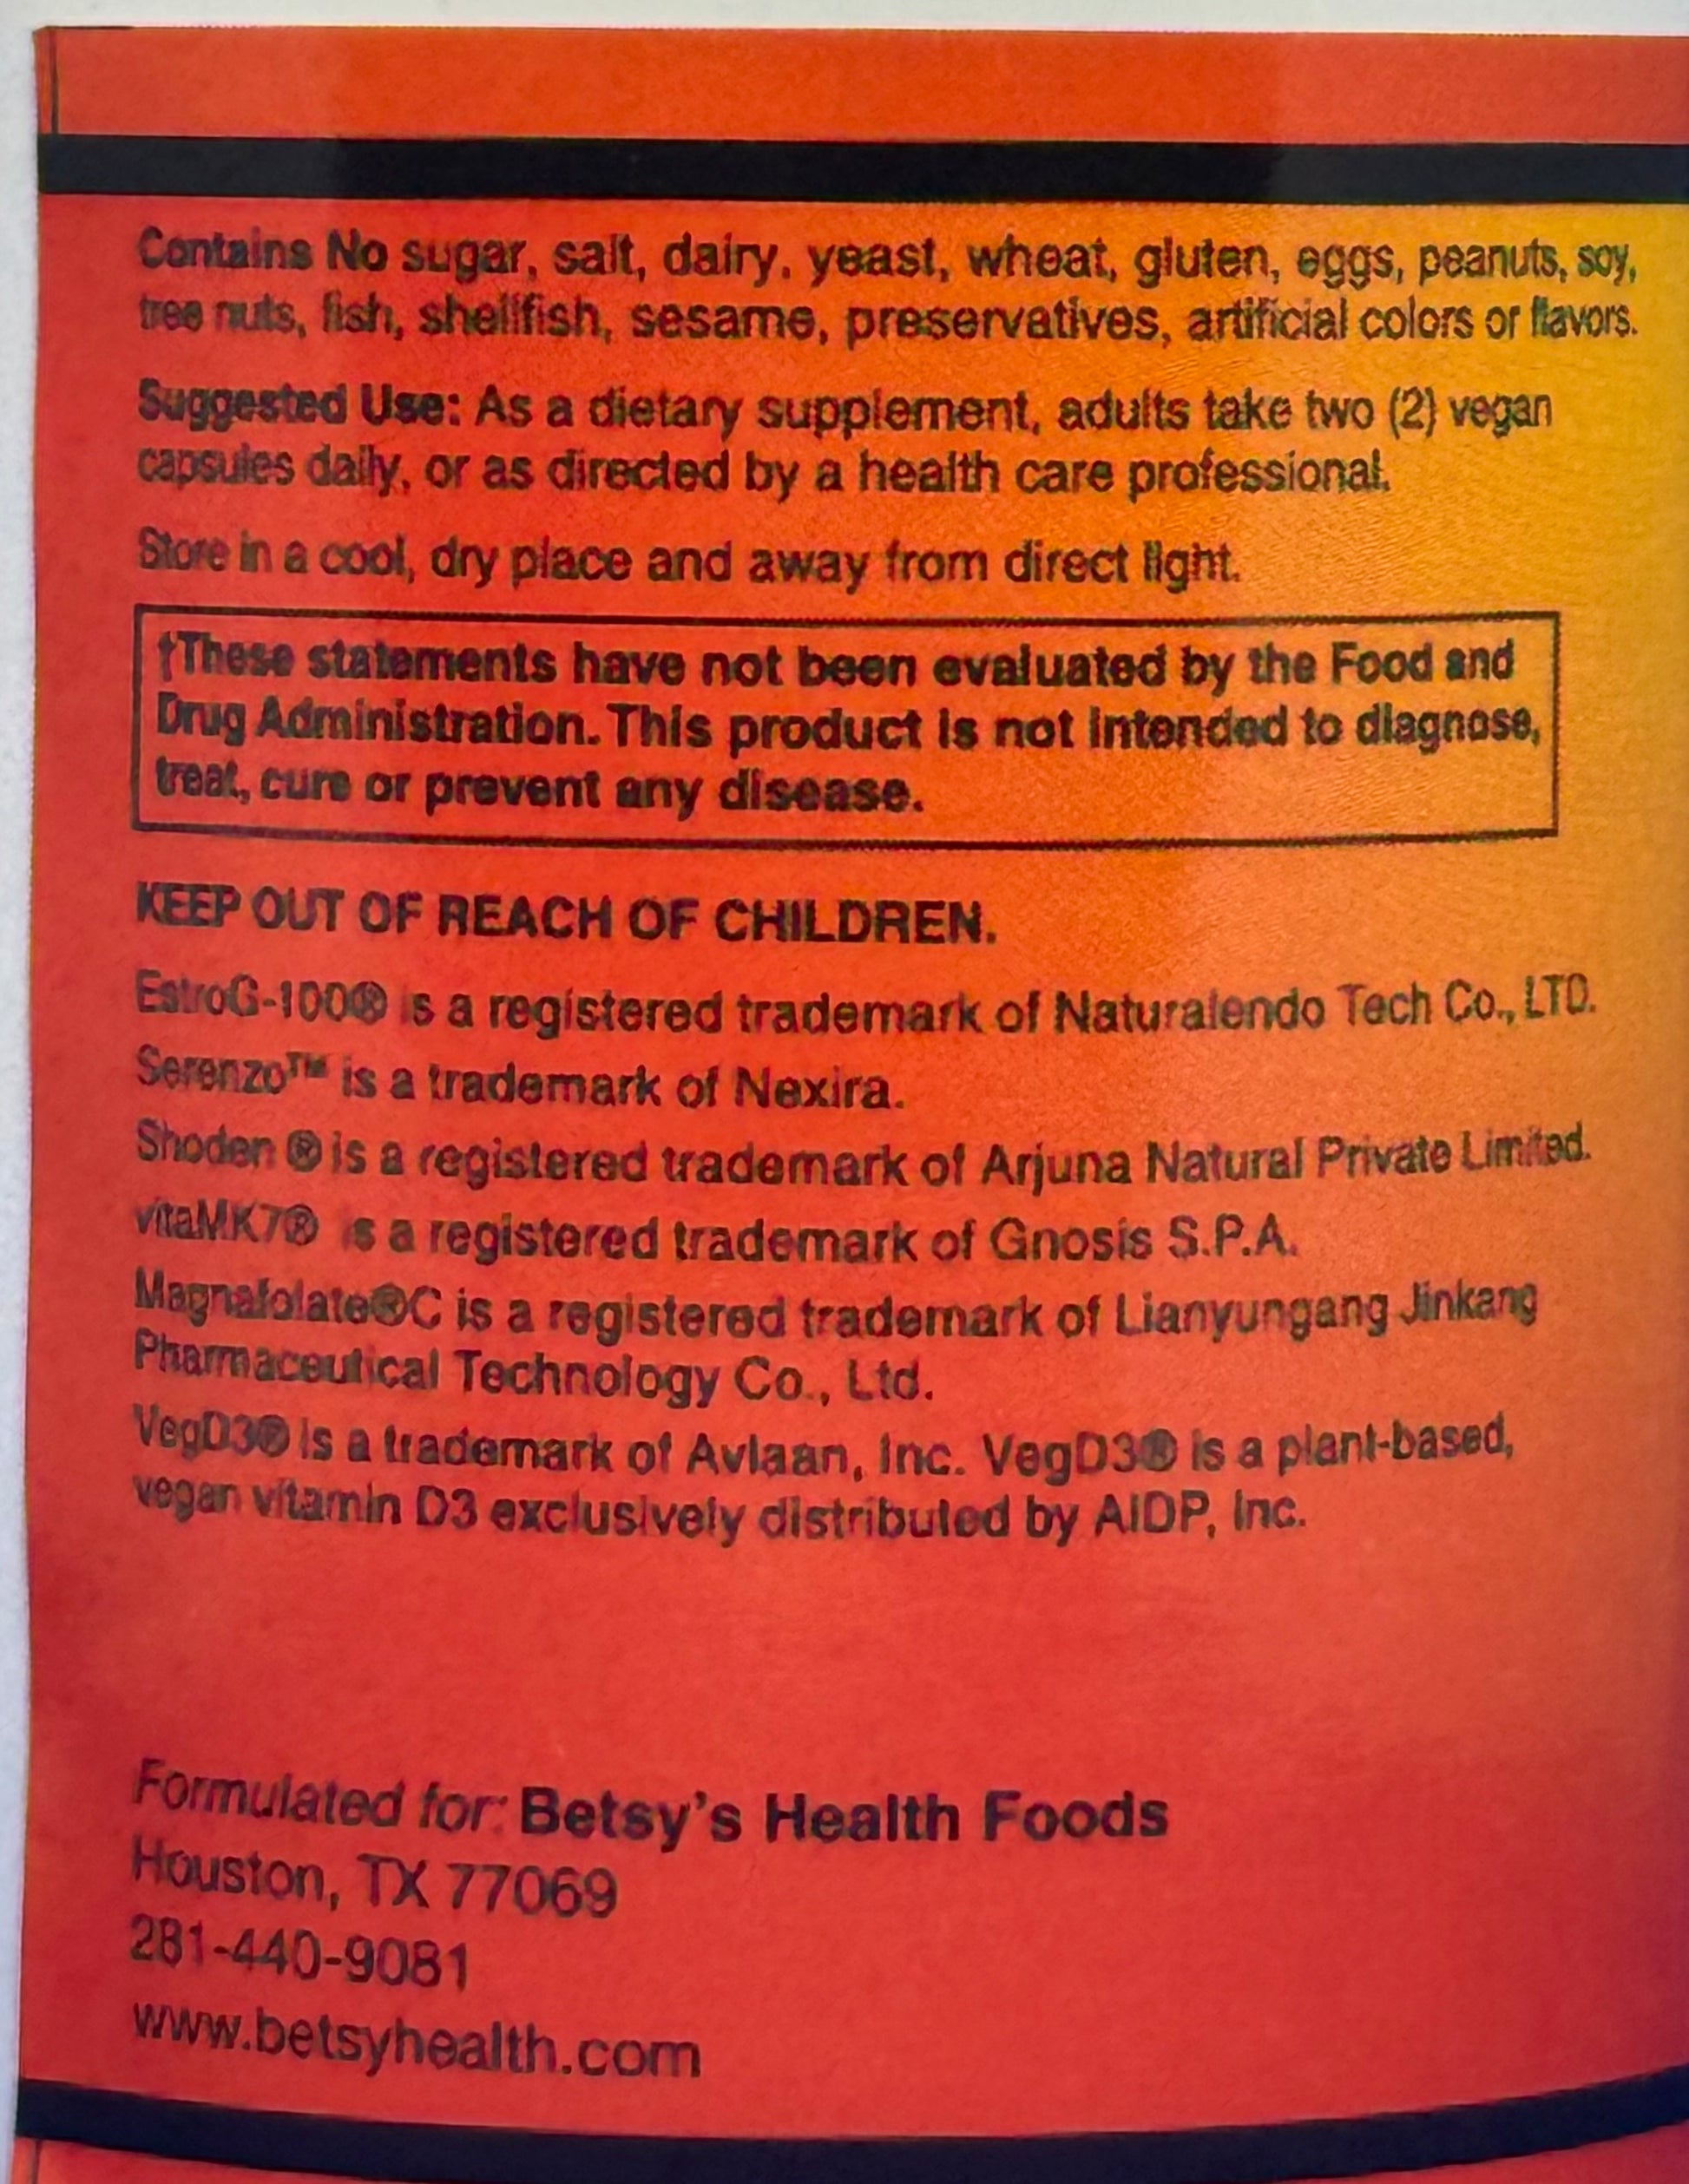 Contains No sugar, salt, dairy, yeast, wheat, gluten, eggs, peanuts, soy,
tree nuts, fish, shellfish, sesame, preservatives, artificial colors or flavors.
Suggested Use: As a dietary supplement, adults take two (2) vegan
capsules daily, or as directed by a health care professional.
Store in a cool, dry place and away from direct light.
†These statements have not been evaluated by the Food and
Drug Administration. This product is not intended to diagnose,
treat, cure or prevent any disease.
KEEP OUT OF REACH OF CHILDREN.
EstroG-100® is a registered trademark of Naturalendo Tech Co., LTD.
Serenzo™ is a trademark of Nexira.
Shoden ® is a registered trademark of Arjuna Natural Private Limited.
vitaMK7® is a registered trademark of Gnosis S.P.A.
Magnafolate®C is a registered trademark of Lianyungang Jinkang
Pharmaceutical Technology Co., Ltd.
VegD3® is a trademark of Avlaan, Inc. VegD3® is a plant-based,
vegan vitamin D3 exclusively distributed by AIDP, Inc.
Formulated for: Betsy's Health Foods
Houston, TX 77069
281-440-9081
www.betsyhealth.com